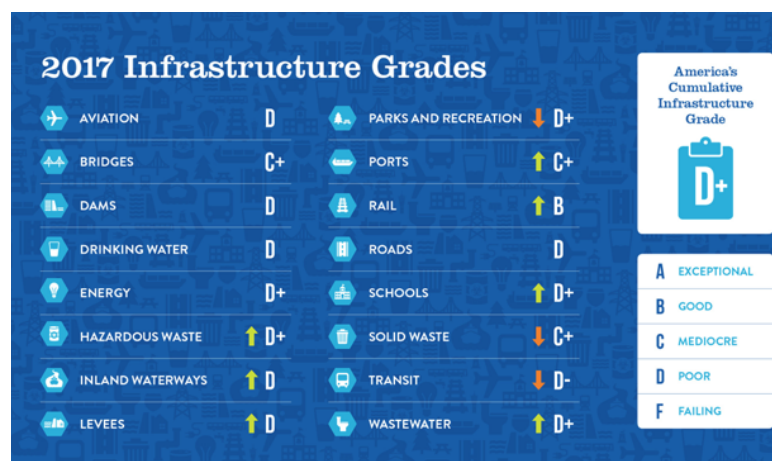 2017 Infrastructure Grades
AVIATION D
BRIDGES C+
DAMS D
DRINKING WATER D
ENERGY D+
HAZARDOUS WASTE D+
INLAND WATERWAYS D
LEVEES D
PARKS AND RECREATION D+
PORTS C+
RAIL B
ROADS D
SCHOOLS D+
SOLID WASTE C+
TRANSIT D-
WASTEWATER D+
America's
Cumulative
Infrastructure
Grade
D+
A EXCEPTIONAL
B GOOD
C MEDIOCRE
D POOR
F FAILING